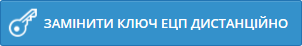 ЗАМІНИТИ КЛЮЧ ЕЦП ДИСТАНЦІЙНО